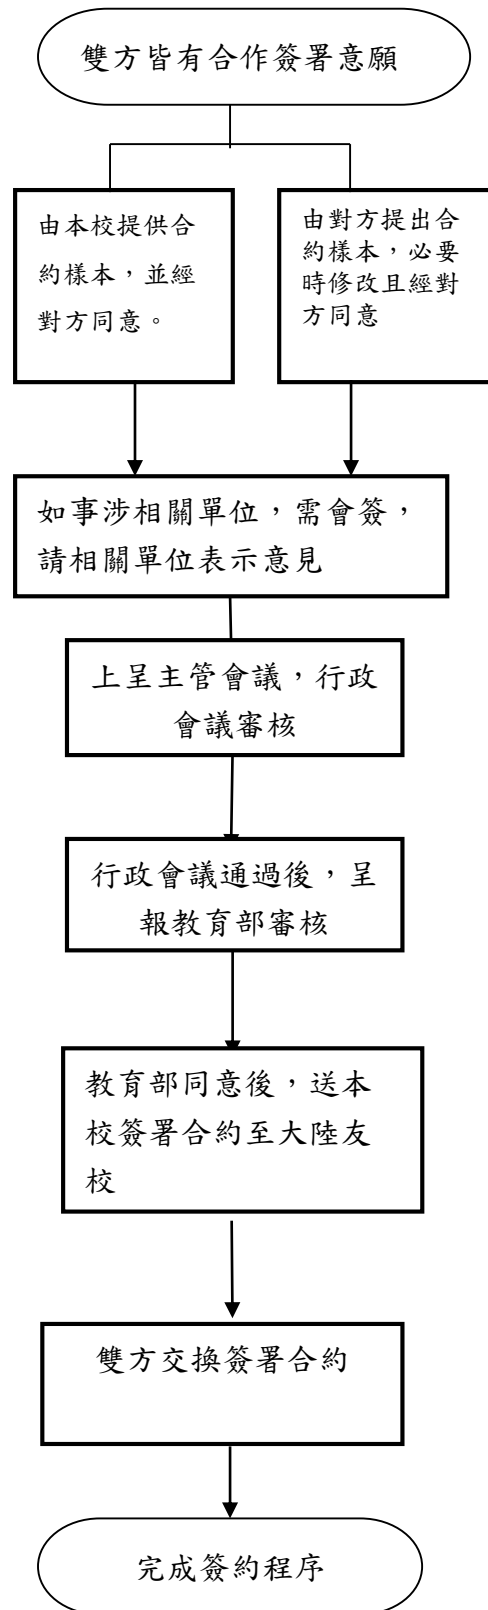 雙方皆有合作簽署意願
由本校提供合
約樣本，並經
對方同意。
由對方提出合
約樣本，必要
時修改且經對
方同意
如事涉相關單位，需會簽，
請相關單位表示意見
上呈主管會議，行政
會議審核
行政會議通過後，呈
報教育部審核
教育部同意後，送本
校簽署合約至大陸友
校
雙方交換簽署合約
完成簽約程序